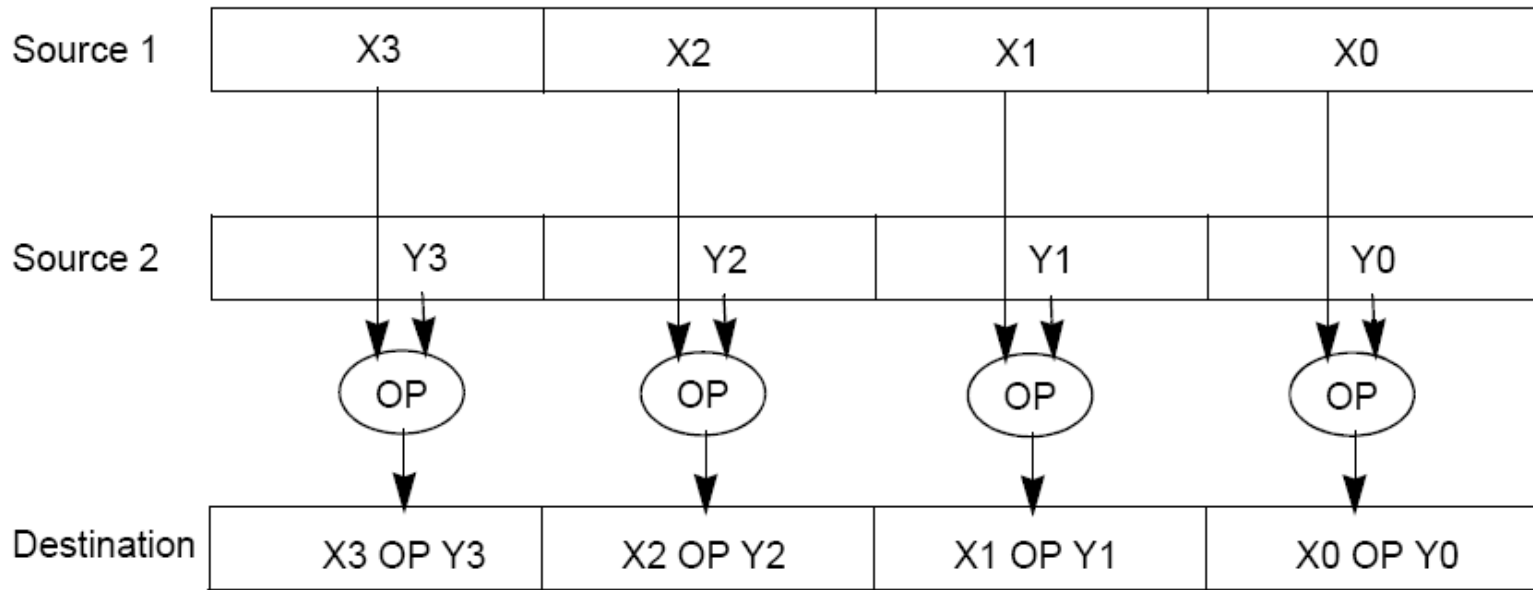 Source 1 X3 X2 X1 X0
Source 2 Y3 Y2 Y1 Y0
OP OP OP OP
Destination X3 OP Y3 X2 OP Y2 X1 OP Y1 X0 OP Y0